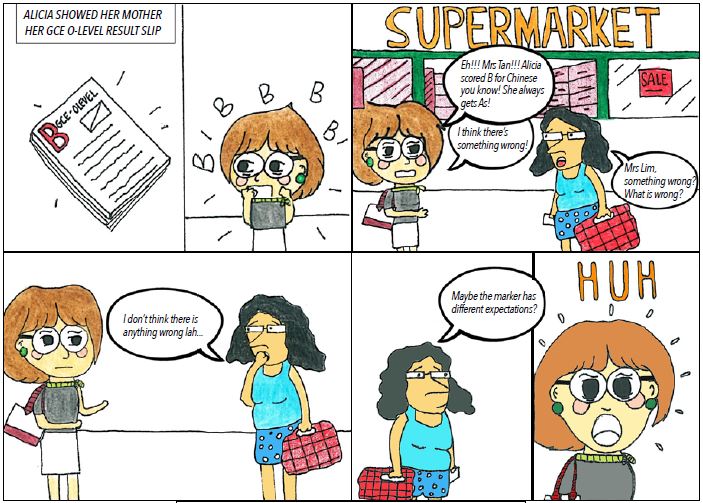 ALICIA SHOWED HER MOTHER
HER GCE O-LEVEL RESULT SLIP
B GCE-OLEVEL
B
B
B
B
B
SUPERMARKET
SALE
Eh!!! Mrs Tan!!! Alicia
scored B for Chinese
you know! She always
gets As!
I think there's
something wrong!
Mrs Lim,
something wrong?
What is wrong?
I don't think there is
anything wrong lah...
Maybe the marker has
different expectations?
HUH